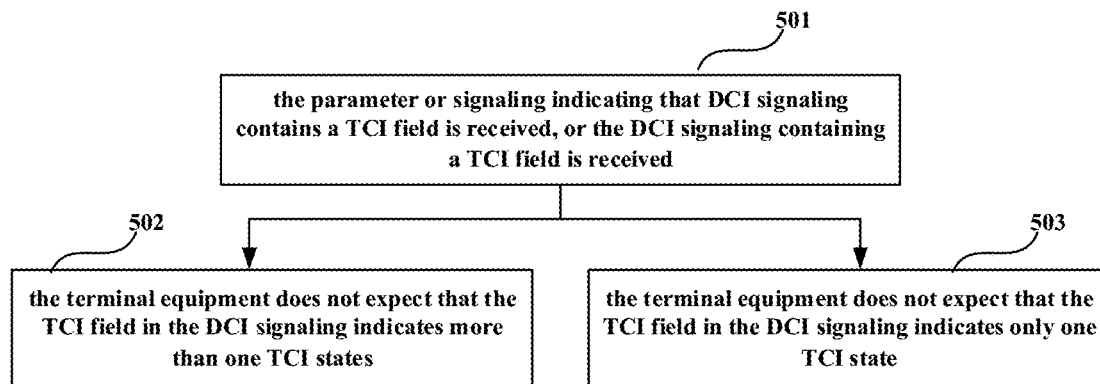 501
the parameter or signaling indicating that DCI signaling
contains a TCI field is received, or the DCI signaling containing
a TCI field is received
502
503
the terminal equipment does not expect that the
TCI field in the DCI signaling indicates more
than one TCI states
the terminal equipment does not expect that the
TCI field in the DCI signaling indicates only one
TCI state